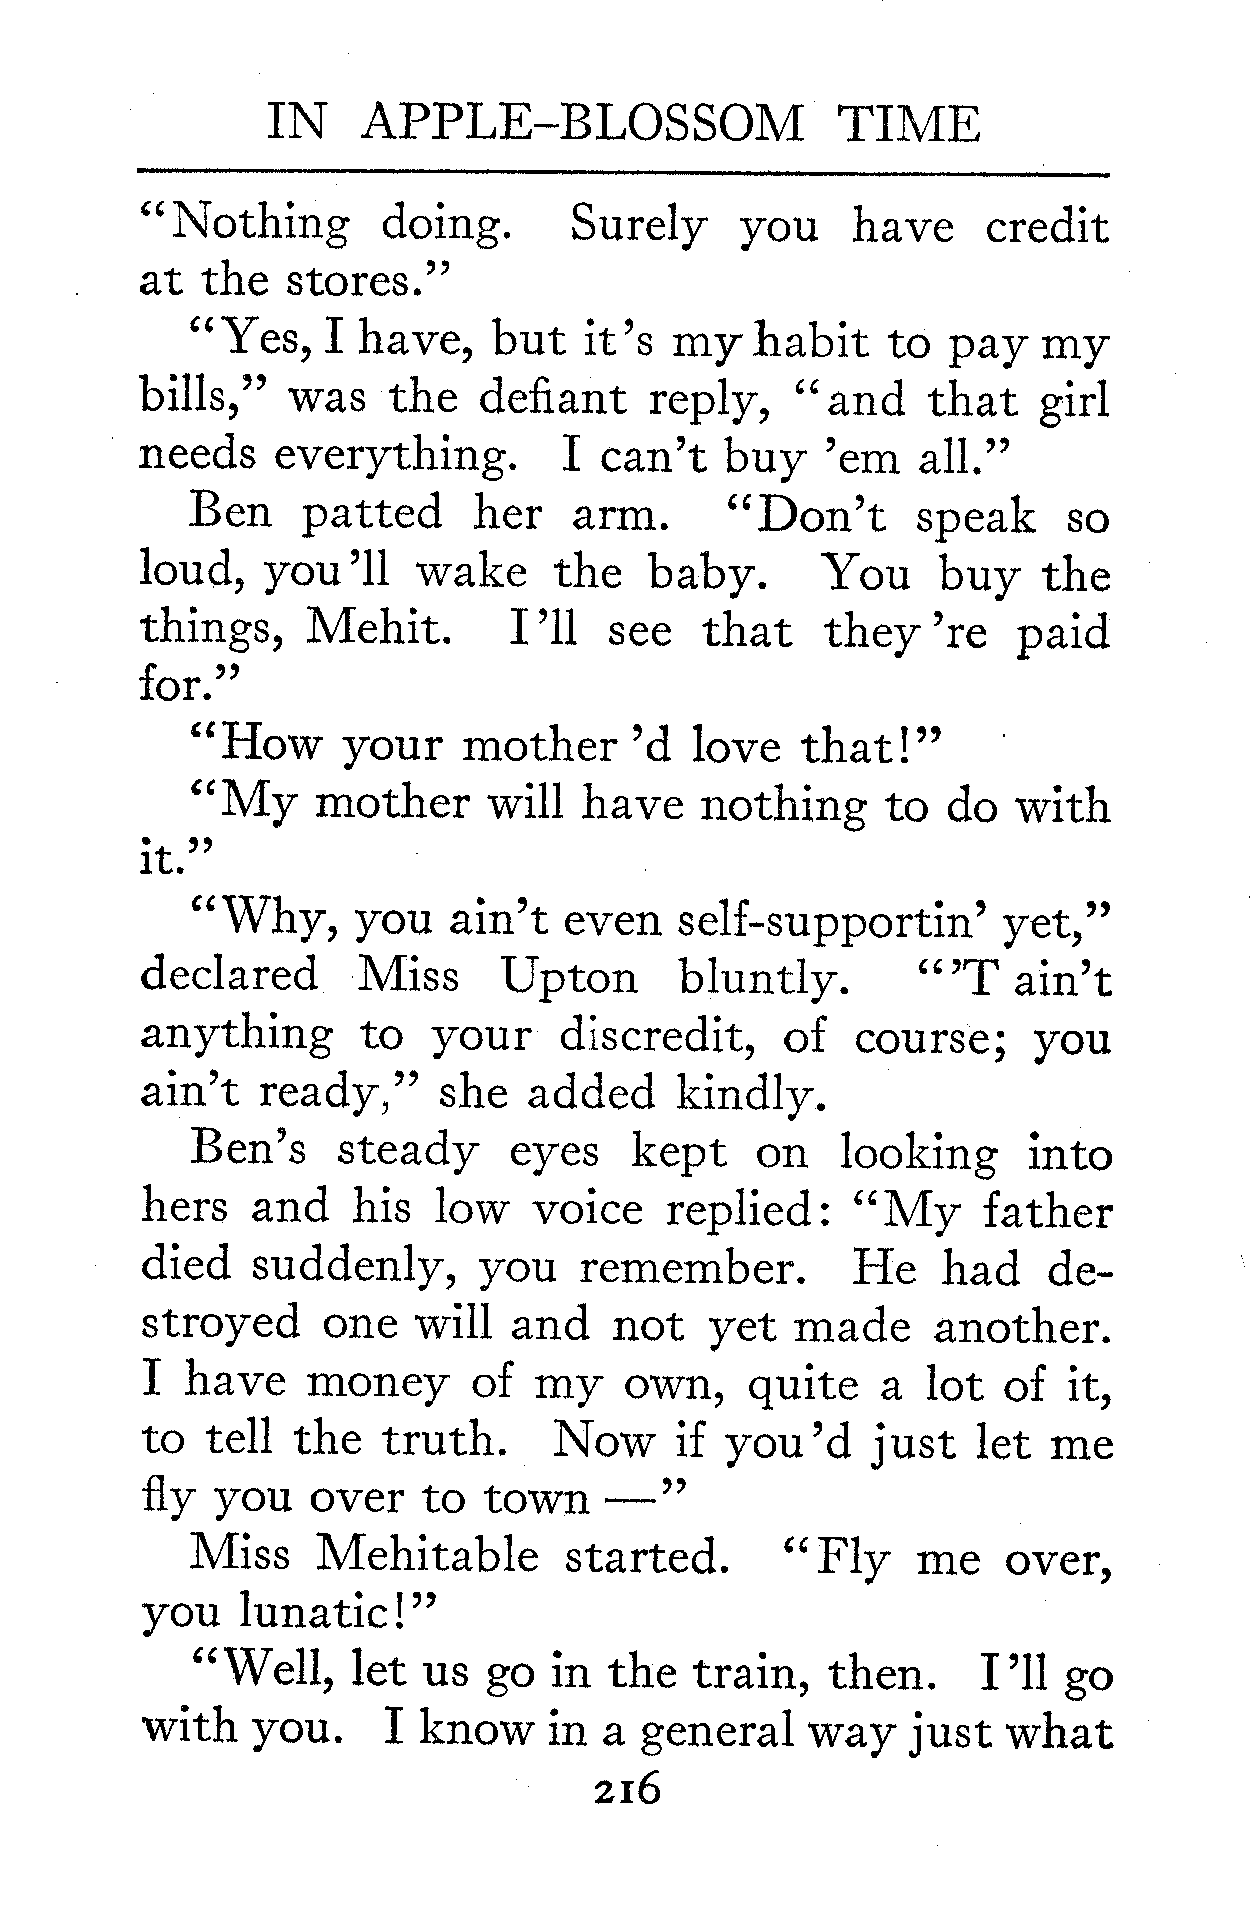 IN APPLE-BLOSSOM TIME
“Nothing doing. Surely you have credit
at the stores.”
“Yes, I have, but it’s my habit to pay my
bills,” was the defiant reply, “and that girl
needs everything. I can’t buy ’em all.”
Ben patted her arm. “Don’t speak so
loud, you ’ll wake the baby. You buy the
things, Mehit. I ’ll see that they ’re paid
for.”
“How your mother ’d love that!”
“My mother will have nothing to do with
it.”
“Why, you ain’t even self-supportin’ yet,”
declared Miss Upton bluntly. “’T ain’t
anything to your discredit, of course; you
ain’t ready,” she added kindly.
Ben’s steady eyes kept on looking into
hers and his low voice replied: “My father
died suddenly, you remember. He had de-
stroyed one will and not yet made another.
I have money of my own, quite a lot of it,
to tell the truth. Now if you ’d just let me
fly you over to town —”
Miss Mehitable started. “Fly me over,
you lunatic!”
“Well, let us go in the train, then. I ’ll go
with you. I know in a general way just what
216